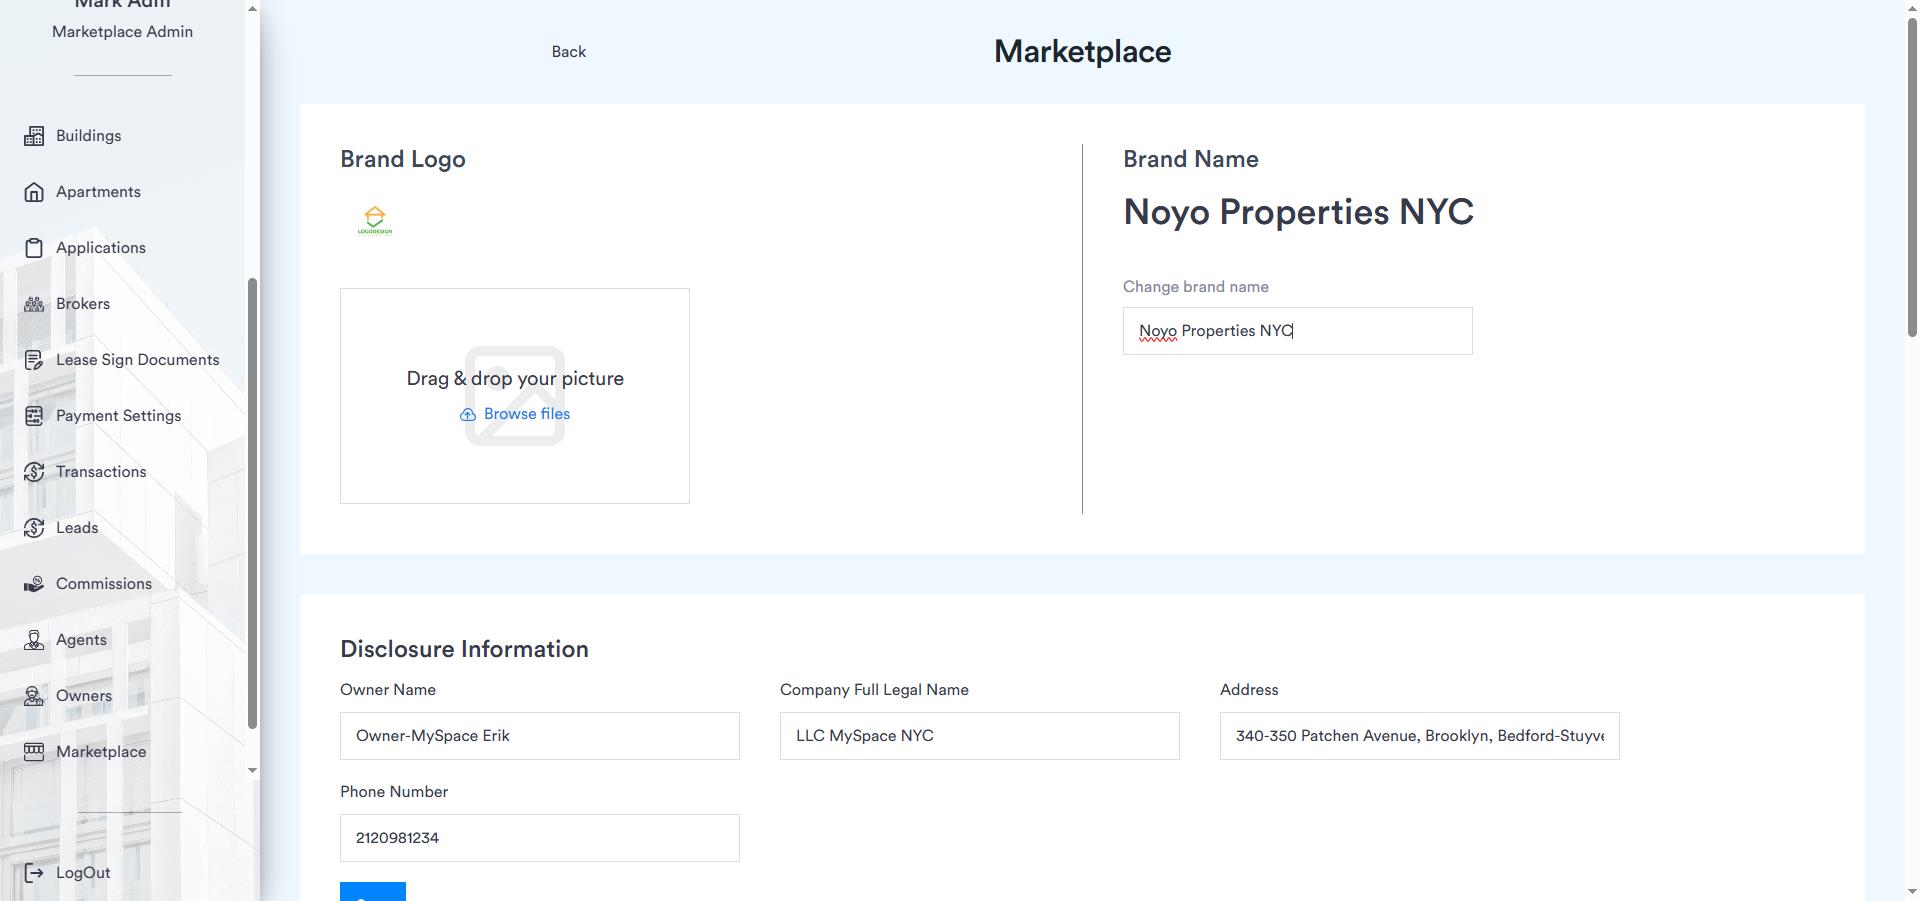 Mark Adm
Marketplace Admin
Buildings
Apartments
Applications
Brokers
Lease Sign Documents
Payment Settings
Transactions
Leads
Commissions
Agents
Owners
Marketplace
LogOut
Back
Marketplace
Brand Logo
LOGODESIGN
Drag & drop your picture
Browse files
Brand Name
Noyo Properties NYC
Change brand name
Noyo Properties NYC
Disclosure Information
Owner Name
Company Full Legal Name
Address
Owner-MySpace Erik
LLC MySpace NYC
340-350 Patchen Avenue, Brooklyn, Bedford-Stuyve
Phone Number
2120981234